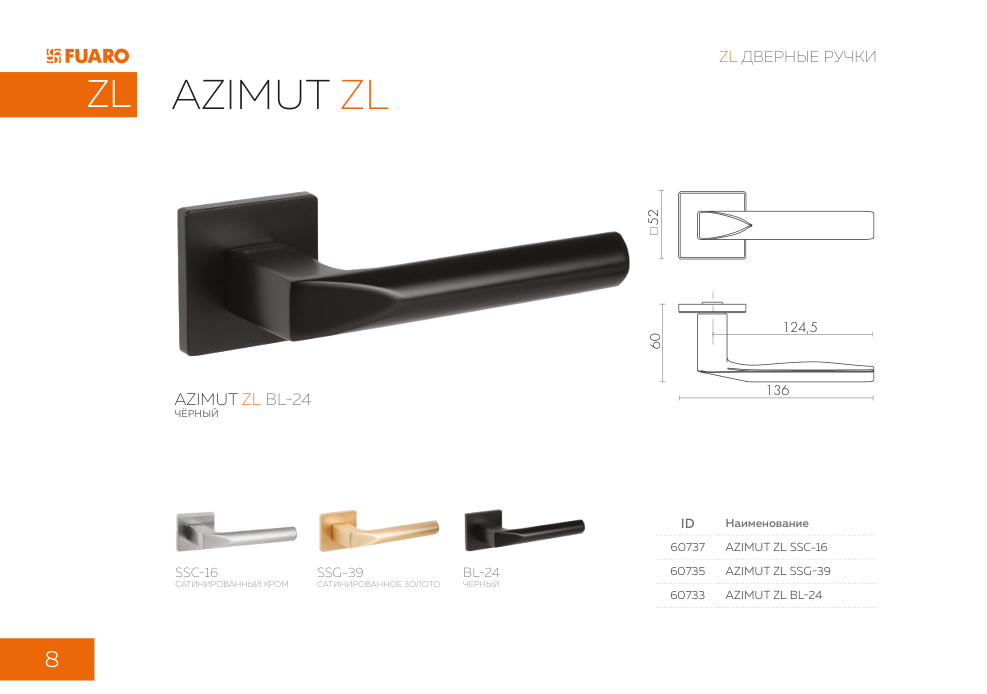 FUARO
ZL ДВЕРНЫЕ РУЧКИ
ZL
AZIMUT ZL
□52
60
124,5
136
AZIMUT ZL BL-24
ЧЁРНЫЙ
SSC-16
САТИНИРОВАННЫЙ ХРОМ
SSG-39
САТИНИРОВАННОЕ ЗОЛОТО
BL-24
ЧЕРНЫЙ
ID Наименование
60737 AZIMUT ZL SSC-16
60735 AZIMUT ZL SSG-39
60733 AZIMUT ZL BL-24
8